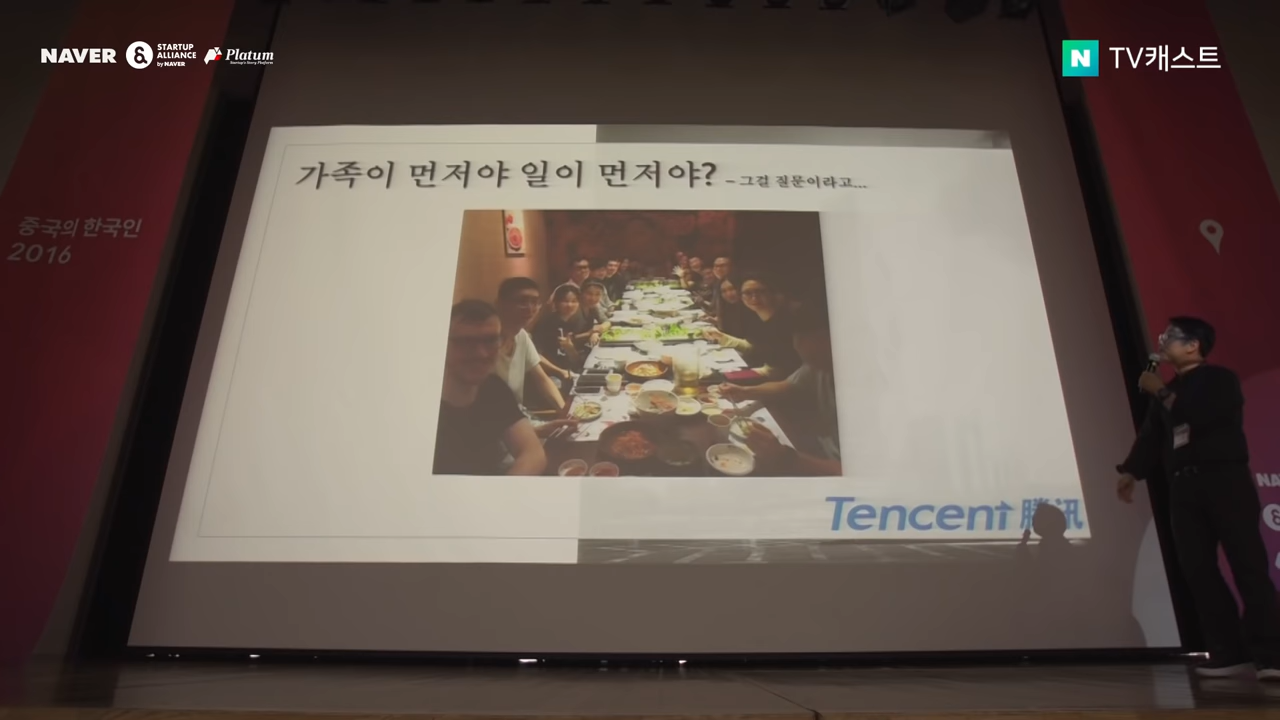 NAVER
STARTUP
ALLIANCE
by NAVER
Platum
TV캐스트
N
가족이 먼저야 일이 먼저야? – 그걸 질문이라고...
중국의 한국인
2016
Tencent 腾讯
NA